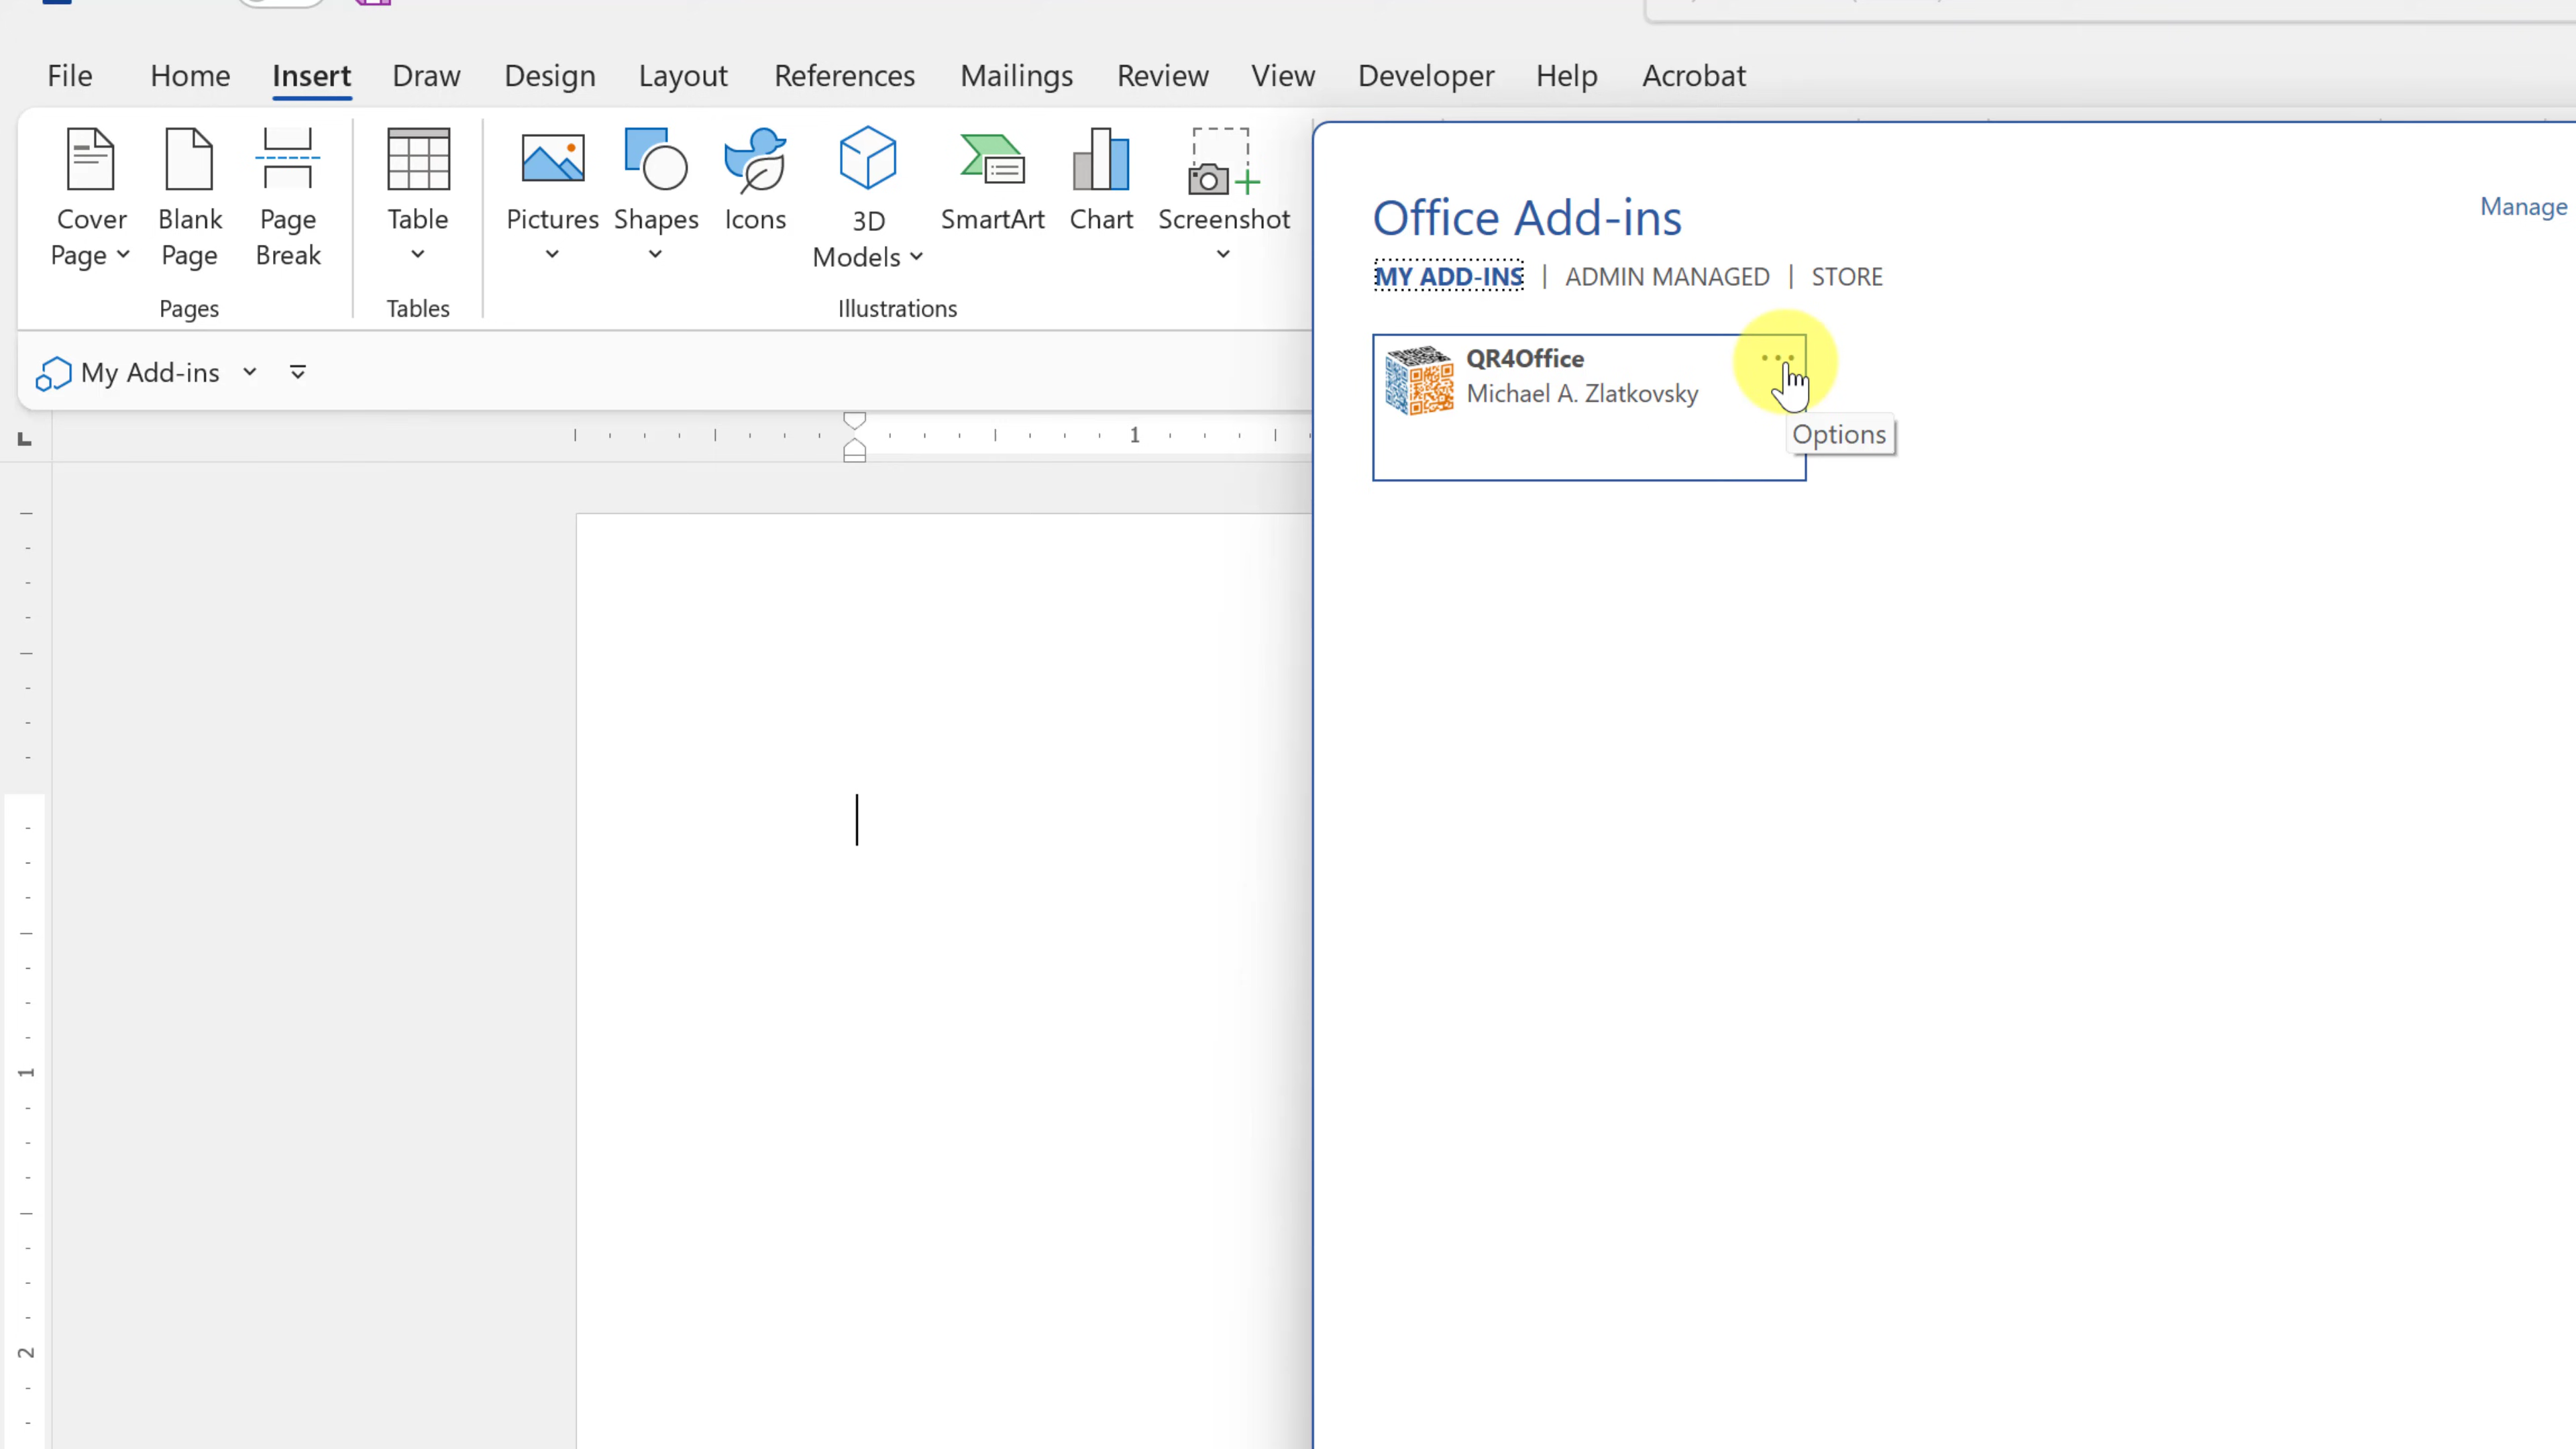 File Home Insert Draw Design Layout References Mailings Review View Developer Help Acrobat
Cover Page
Blank Page
Page Break
Pages
Table
Tables
Pictures
Shapes
Icons
3D Models
SmartArt
Chart
Screenshot
Illustrations
My Add-ins
1
1
2
Office Add-ins
Manage
MY ADD-INS | ADMIN MANAGED | STORE
QR4Office
Michael A. Zlatkovsky
Options